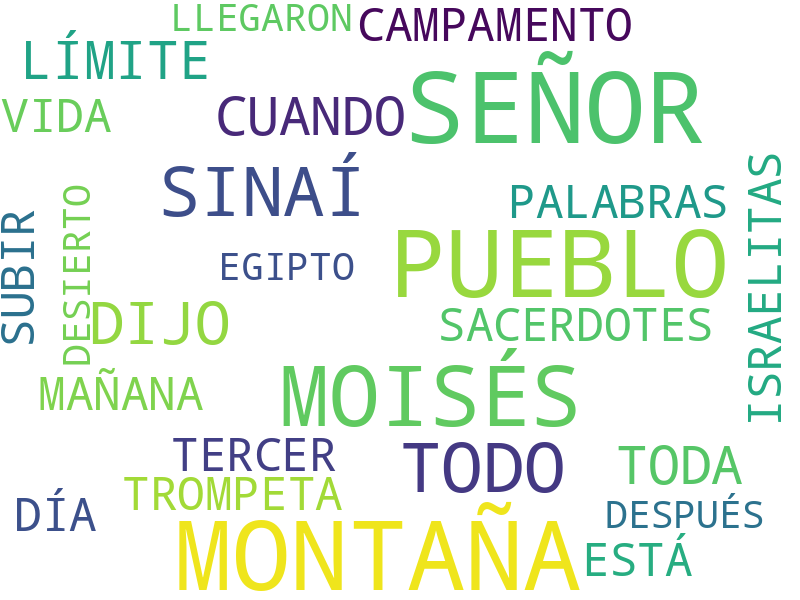 LLEGARON
CAMPAMENTO
LÍMITE
VIDA
CUANDO
SEÑOR
SINAÍ
PALABRAS
ISRAELITAS
SUBIR
DESIERTO
EGIPTO
PUEBLO
DIJO
SACERDOTES
MAÑANA
MOISÉS
TERCER
TODO
TODA
TROMPETA
DÍA
DESPUÉS
MONTAÑA
ESTÁ